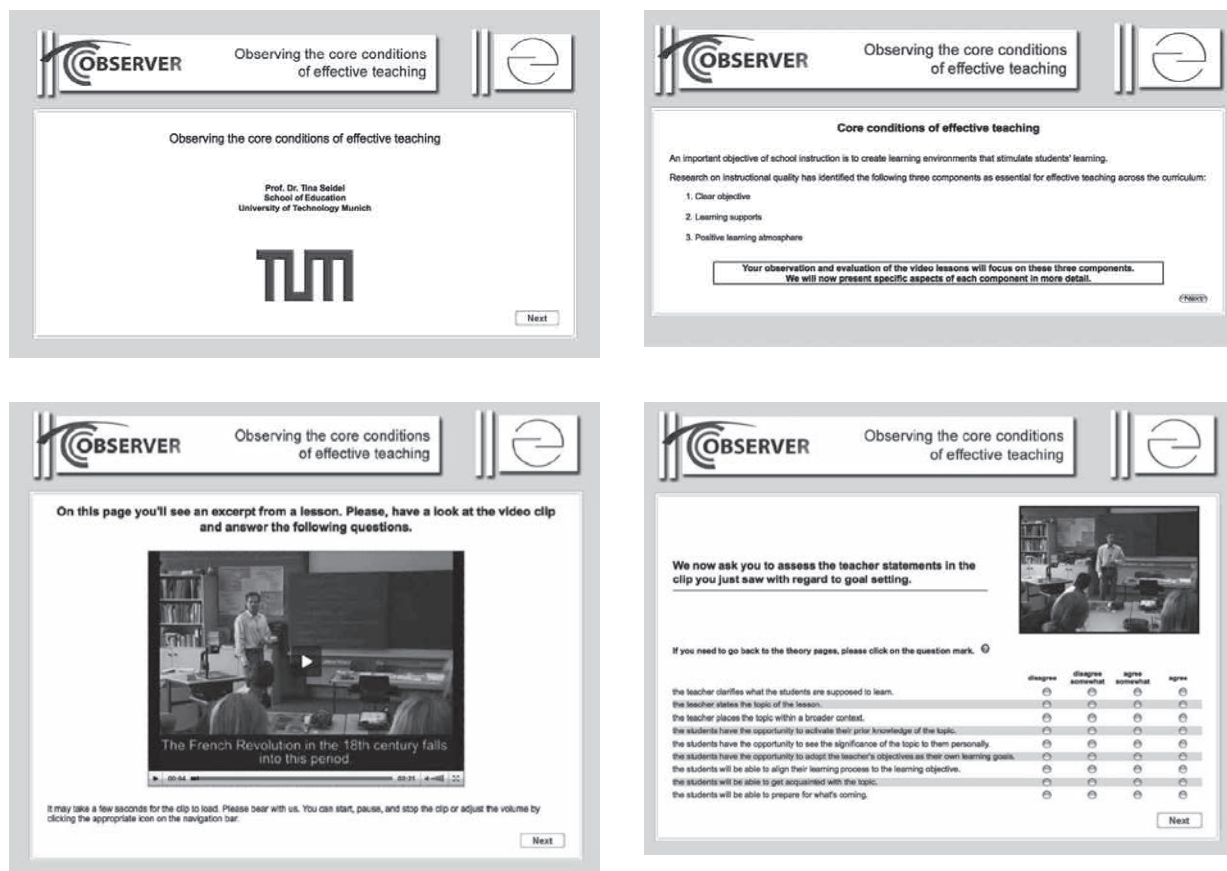 OBSERVER
Observing the core conditions
of effective teaching
Observing the core conditions of effective teaching
Prof. Dr. Tina Seidel
School of Education
University of Technology Munich
TUM
Next
OBSERVER
Observing the core conditions
of effective teaching
Core conditions of effective teaching
An important objective of school instruction is to create learning environments that stimulate students' learning.
Research on instructional quality has identified the following three components as essential for effective teaching across the curriculum:
1. Clear objective
2. Learning supports
3. Positive learning atmosphere
Your observation and evaluation of the video lessons will focus on these three components.
We will now present specific aspects of each component in more detail.
Next
OBSERVER
Observing the core conditions
of effective teaching
On this page you'll see an excerpt from a lesson. Please, have a look at the video clip
and answer the following questions.
The French Revolution in the 18th century falls
into this period.
00:04
It may take a few seconds for the clip to load. Please bear with us. You can start, pause, and stop the clip or adjust the volume by
clicking the appropriate icon on the navigation bar.
Next
OBSERVER
Observing the core conditions
of effective teaching
We now ask you to assess the teacher statements in the
clip you just saw with regard to goal setting.
If you need to go back to the theory pages, please click on the question mark.
disagree disagree somewhat agree somewhat agree
the teacher clarifies what the students are supposed to learn.
the teacher states the topic of the lesson.
the teacher places the topic within a broader context.
the students have the opportunity to activate their prior knowledge of the topic.
the students have the opportunity to see the significance of the topic to them personally.
the students have the opportunity to adopt the teacher's objectives as their own learning goals.
the students will be able to align their learning process to the learning objective.
the students will be able to get acquainted with the topic.
the students will be able to prepare for what's coming.
Next